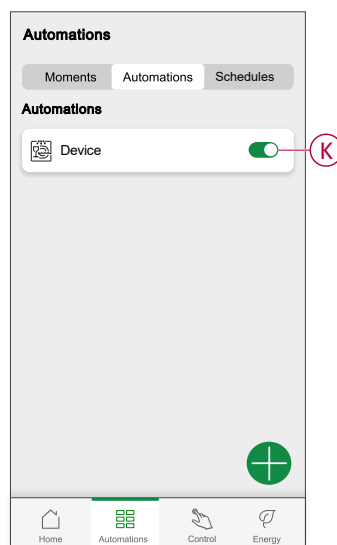 Automations
Moments Automations Schedules
Automations
Device
K
Home Automations Control Energy